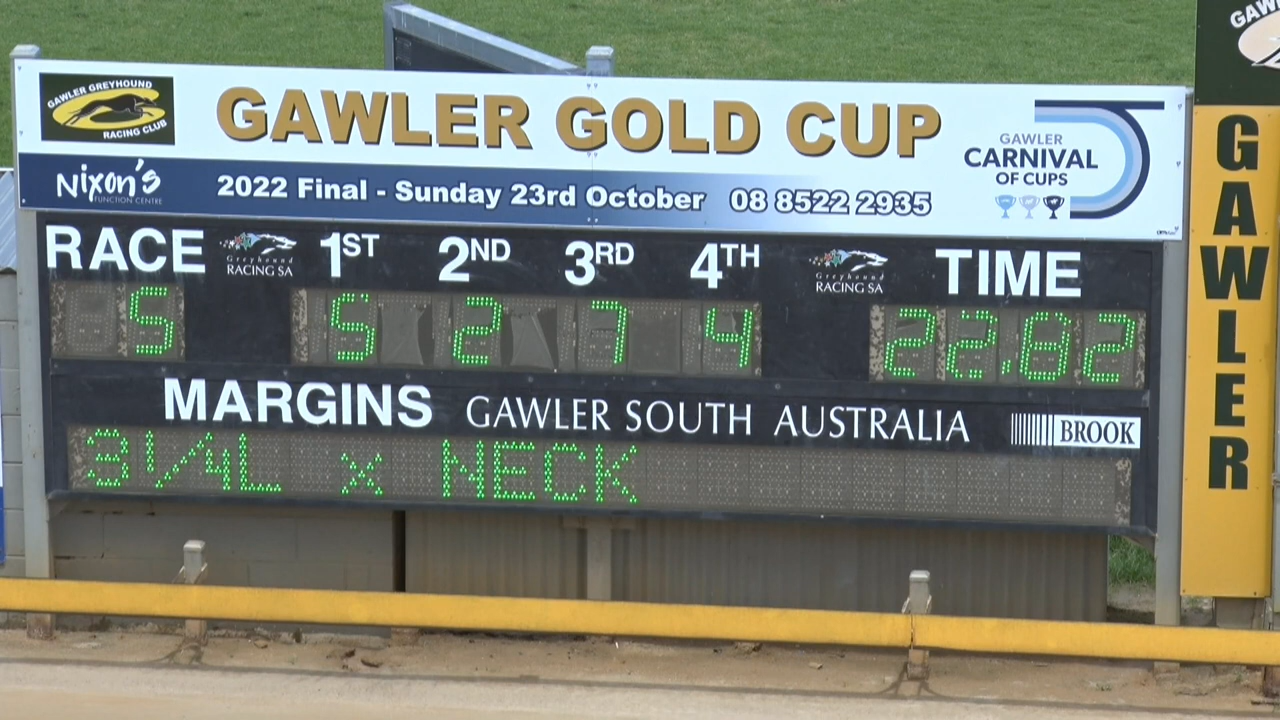 GAWLER GREYHOUND
RACING CLUB
GAWLER GOLD CUP
GAWLER
CARNIVAL
OF CUPS
Nixon's
FUNCTION CENTRE
2022 Final - Sunday 23rd October 08 8522 2935
RACE Greyhound RACING SA 1ST 2ND 3RD 4TH Greyhound RACING SA TIME
5 5 2 7 4 22.82
MARGINS GAWLER SOUTH AUSTRALIA BROOK
3 1/4L x NECK
GAWLER